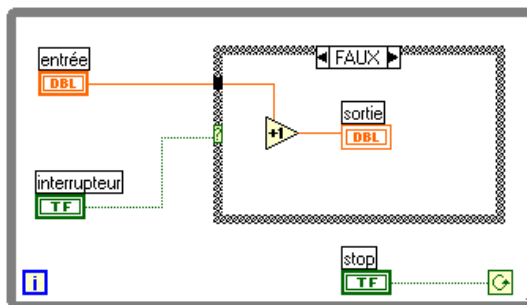 FAUX
entrée
DBL
+1
sortie
DBL
?
interrupteur
TF
stop
TF
i